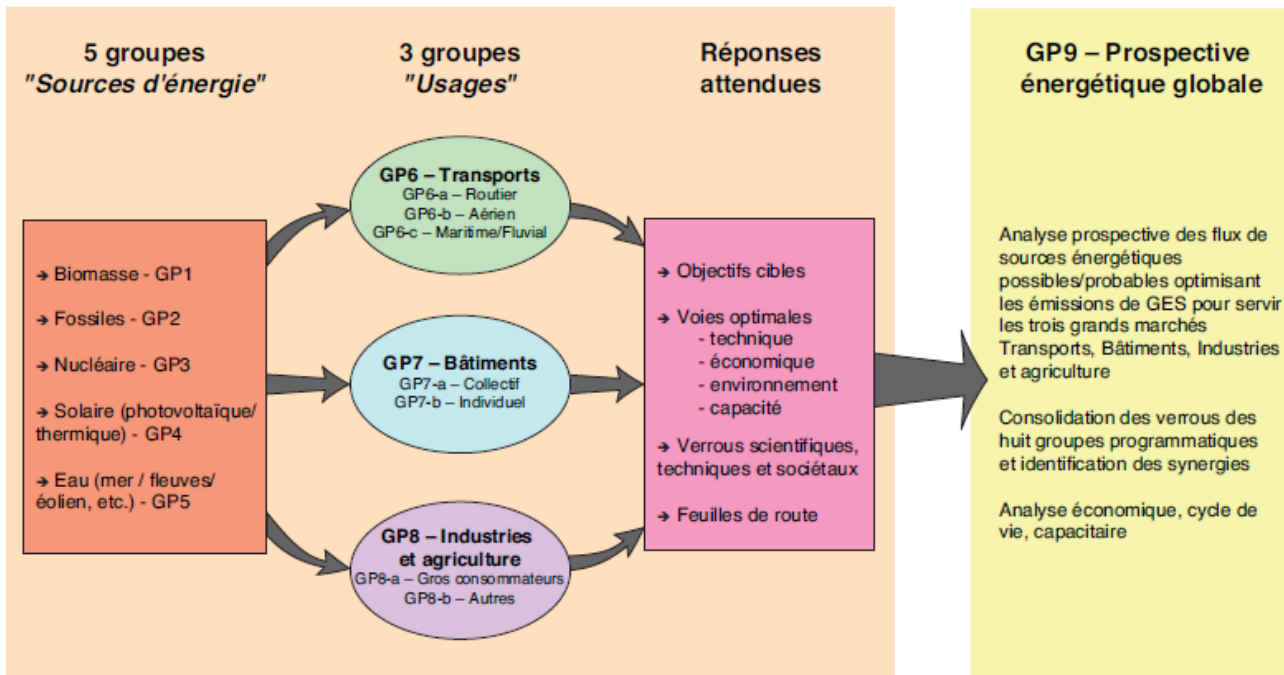 5 groupes
"Sources d'énergie"
3 groupes
"Usages"
Réponses
attendues
GP9 – Prospective
énergétique globale
➔ Biomasse - GP1
➔ Fossiles - GP2
➔ Nucléaire - GP3
➔ Solaire (photovoltaïque/
thermique) - GP4
➔ Eau (mer / fleuves/
éolien, etc.) - GP5
GP6 – Transports
GP6-a – Routier
GP6-b – Aérien
GP6-c – Maritime/Fluvial
GP7 – Bâtiments
GP7-a – Collectif
GP7-b – Individuel
GP8 – Industries
et agriculture
GP8-a – Gros consommateurs
GP8-b – Autres
➔ Objectifs cibles
➔ Voies optimales
- technique
- économique
- environnement
- capacité
➔ Verrous scientifiques,
techniques et sociétaux
➔ Feuilles de route
Analyse prospective des flux de
sources énergétiques
possibles/probables optimisant
les émissions de GES pour servir
les trois grands marchés
Transports, Bâtiments, Industries
et agriculture
Consolidation des verrous des
huit groupes programmatiques
et identification des synergies
Analyse économique, cycle de
vie, capacitaire